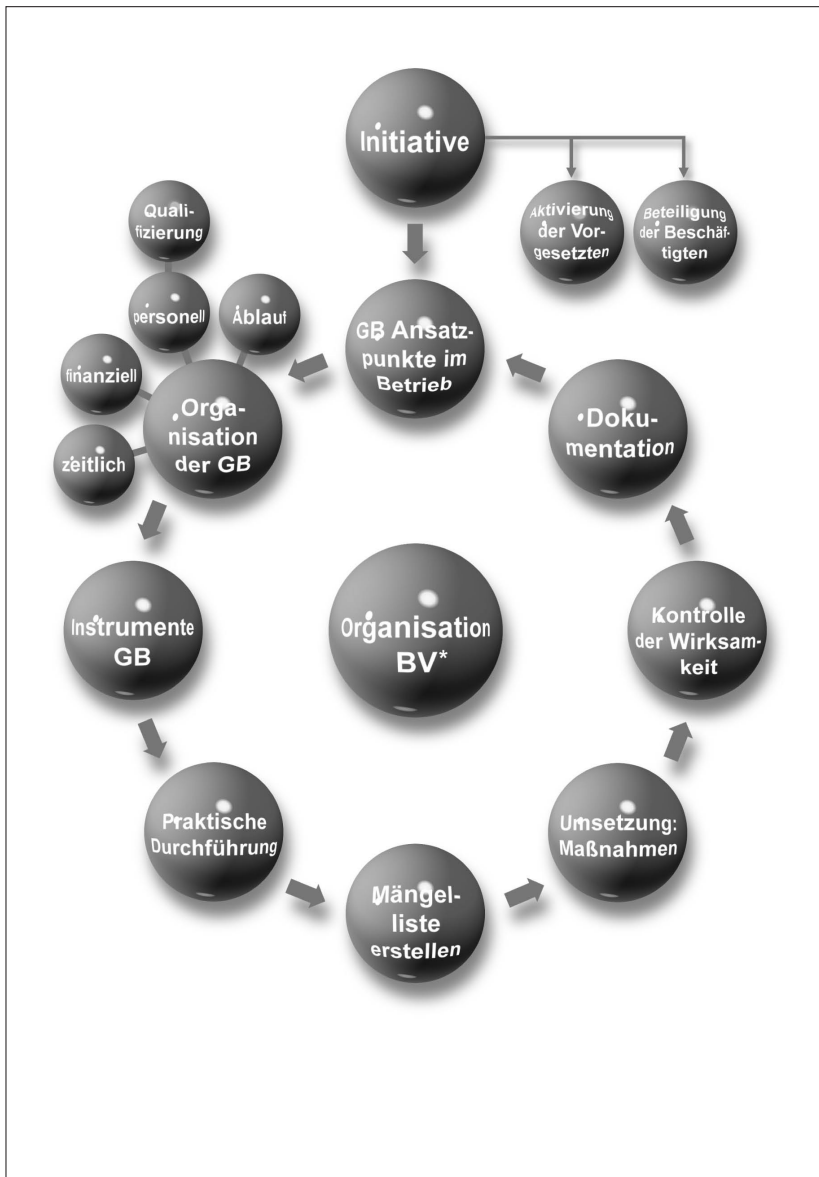 Initiative
Aktivierung
der Vor-
gesetzten
Beteiligung
der Beschäf-
tigten
Quali-
fizierung
personell
Ablauf
finanziell
zeitlich
GB Ansatz-
punkte im
Betrieb
Orga-
nisation
der GB
Instrumente
GB
Praktische
Durchführung
Mängel-
liste
erstellen
Umsetzung:
Maßnahmen
Kontrolle
der Wirksam-
keit
Doku-
mentation
Organisation
BV*